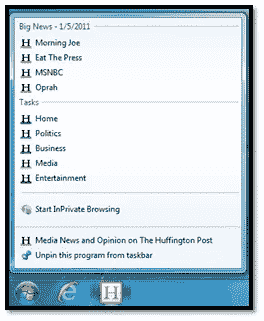 Big News - 1/5/2011
H Morning Joe
H Eat The Press
H MSNBC
H Oprah
Tasks
H Home
H Politics
H Business
H Media
H Entertainment
Start InPrivate Browsing
H Media News and Opinion on The Huffington Post
Unpin this program from taskbar
H